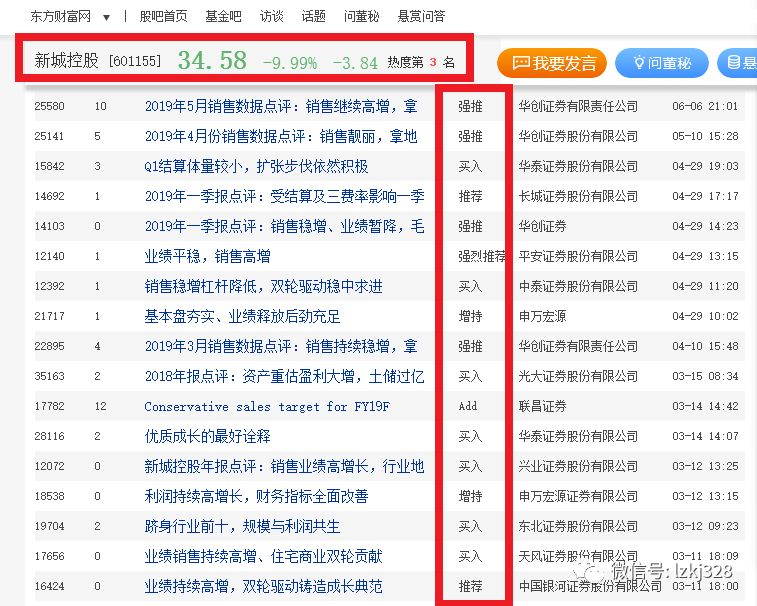 东方财富网 ▼ | 股吧首页 基金吧 访谈 话题 问董秘 悬赏问答
新城控股 [601155] 34.58 -9.99% -3.84 热度第 3 名 我要发言 问董秘 悬
25580 10 2019年5月销售数据点评：销售继续高增，拿 强推 华创证券有限责任公司 06-06 21:01
25141 5 2019年4月份销售数据点评：销售靓丽，拿地 强推 华创证券股份有限公司 05-10 15:28
15842 3 Q1结算体量较小，扩张步伐依然积极 买入 华泰证券股份有限公司 04-29 19:03
14692 1 2019年一季报点评：受结算及三费率影响一季 推荐 长城证券股份有限公司 04-29 17:17
14103 0 2019年一季报点评：销售稳增、业绩暂降，毛 强推 华创证券 04-29 14:23
12140 1 业绩平稳，销售高增 强烈推荐 平安证券股份有限公司 04-29 13:15
12392 1 销售稳增杠杆降低，双轮驱动稳中求进 买入 中泰证券股份有限公司 04-29 11:20
21717 1 基本盘夯实、业绩释放后劲充足 增持 申万宏源 04-29 10:02
22895 4 2019年3月销售数据点评：销售持续稳增，拿 强推 华创证券有限责任公司 04-10 15:48
35163 2 2018年报点评：资产重估盈利大增，土储过亿 买入 光大证券股份有限公司 03-15 08:34
17782 12 Conservative sales target for FY19F Add 联昌证券 03-14 14:42
28116 2 优质成长的最好诠释 买入 华泰证券股份有限公司 03-14 14:07
12072 0 新城控股年报点评：销售业绩高增长，行业地 买入 兴业证券股份有限公司 03-12 13:25
18538 0 利润持续高增长，财务指标全面改善 增持 申万宏源证券有限公司 03-12 13:15
19704 2 跻身行业前十，规模与利润共生 买入 东北证券股份有限公司 03-12 09:23
17656 0 业绩销售持续高增、住宅商业双轮贡献 买入 天风证券股份有限公司 03-11 18:09
16424 0 业绩持续高增，双轮驱动铸造成长典范 推荐 中国银河证券股份有限公司 03-11 18:00
微信号: lzkj328